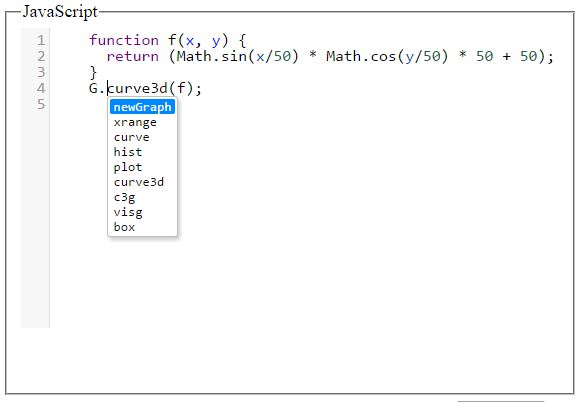 JavaScript
1 function f(x, y) {
2 return (Math.sin(x/50) * Math.cos(y/50) * 50 + 50);
3 }
4 G.curve3d(f);
5
newGraph
xrange
curve
hist
plot
curve3d
c3g
visg
box